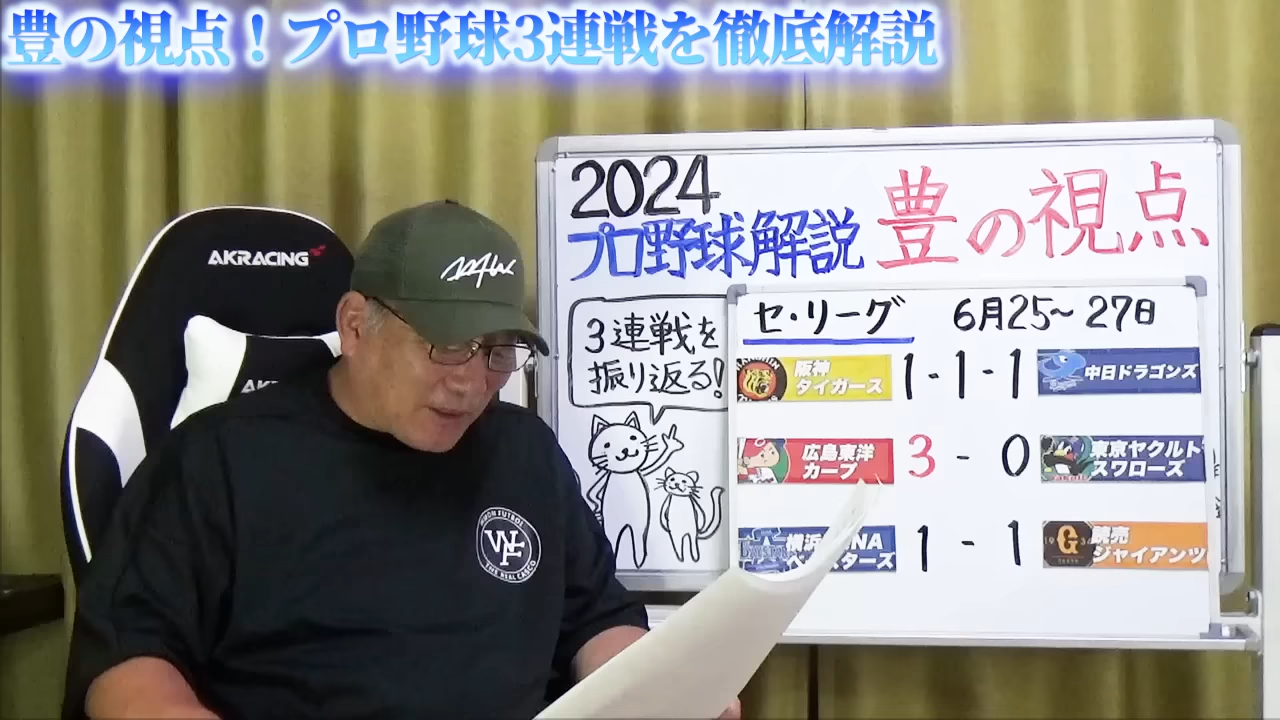 豊の視点！プロ野球3連戦を徹底解説
2024
プロ野球解説 豊の視点
AKRACING
3連戦を
振り返る!
セ・リーグ 6月25〜27日
阪神
タイガース
1-1-1
中日ドラゴンズ
広島東洋
カープ
3-0
東京ヤクルト
スワローズ
1-1
G
読売
ジャイアンツ
WF
THE REAL CASCO